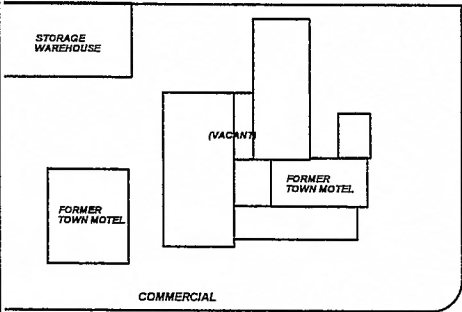 STORAGE
WAREHOUSE
(VACANT)
FORMER
TOWN MOTEL
FORMER
TOWN MOTEL
COMMERCIAL